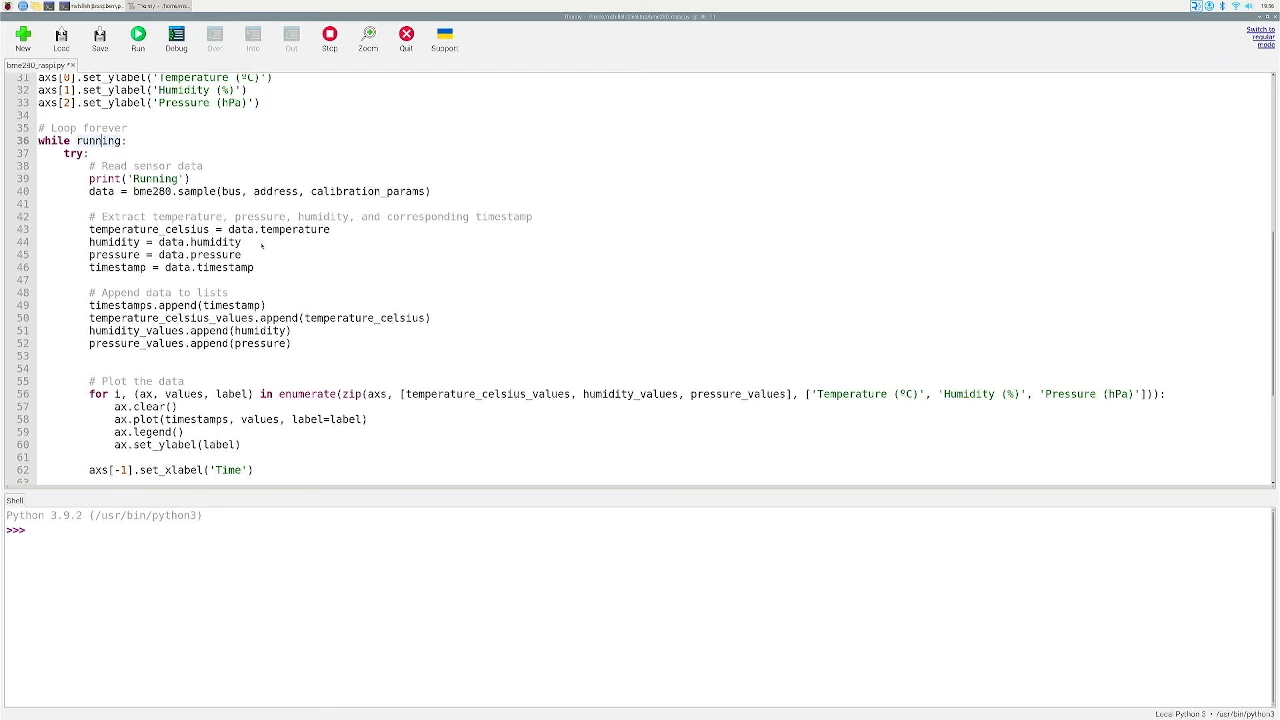 19:36
New Load Save Run Debug Over Into Out Stop Zoom Quit Support
Switch to
regular
mode
bme280_raspi.py *
31 axs[0].set_ylabel('Temperature (ºC)')
32 axs[1].set_ylabel('Humidity (%)')
33 axs[2].set_ylabel('Pressure (hPa)')
34
35 # Loop forever
36 while running:
37     try:
38         # Read sensor data
39         print('Running')
40         data = bme280.sample(bus, address, calibration_params)
41
42         # Extract temperature, pressure, humidity, and corresponding timestamp
43         temperature_celsius = data.temperature
44         humidity = data.humidity
45         pressure = data.pressure
46         timestamp = data.timestamp
47
48         # Append data to lists
49         timestamps.append(timestamp)
50         temperature_celsius_values.append(temperature_celsius)
51         humidity_values.append(humidity)
52         pressure_values.append(pressure)
53
54
55         # Plot the data
56         for i, (ax, values, label) in enumerate(zip(axs, [temperature_celsius_values, humidity_values, pressure_values], ['Temperature (ºC)', 'Humidity (%)', 'Pressure (hPa)'])):
57             ax.clear()
58             ax.plot(timestamps, values, label=label)
59             ax.legend()
60             ax.set_ylabel(label)
61
62         axs[-1].set_xlabel('Time')
63
Shell
Python 3.9.2 (/usr/bin/python3)
>>>
Local Python 3 • /usr/bin/python3